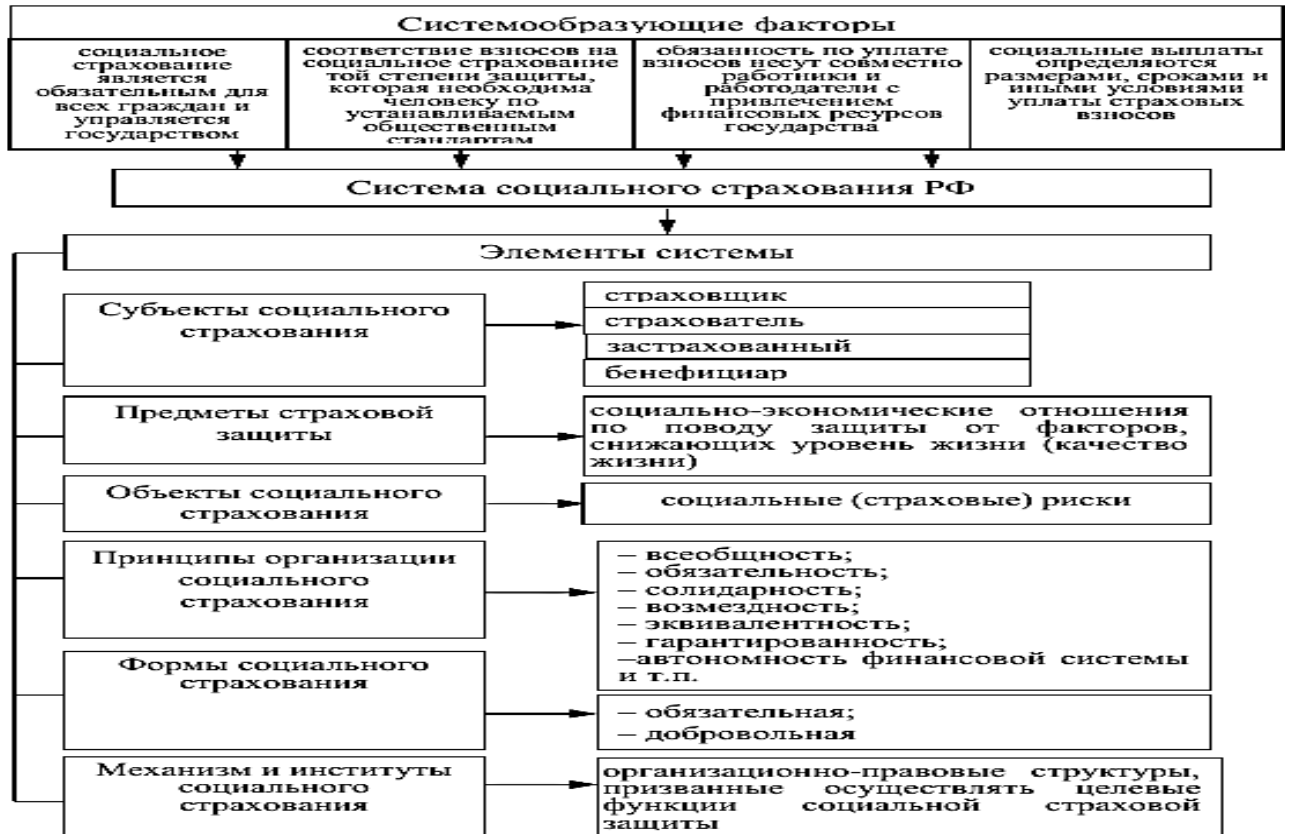 Системообразующие факторы
социальное
страхование
является
обязательным для
всех граждан и
управляется
государством
соответствие взносов на
социальное страхование
той степени защиты,
которая необходима
человеку по
устанавливаемым
общественным
стандартам
обязанность по уплате
взносов несут совместно
работники и
работодатели с
привлечением
финансовых ресурсов
государства
социальные выплаты
определяются
размерами, сроками и
иными условиями
уплаты страховых
взносов
Система социального страхования РФ
Элементы системы
Субъекты социального
страхования
страховщик
страхователь
застрахованный
бенефициар
Предметы страховой
защиты
социально-экономические отношения
по поводу защиты от факторов,
снижающих уровень жизни (качество
жизни)
Объекты социального
страхования
социальные (страховые) риски
Принципы организации
социального
страхования
– всеобщность;
– обязательность;
– солидарность;
– возмездность;
– эквивалентность;
– гарантированность;
–автономность финансовой системы
и т.п.
Формы социального
страхования
– обязательная;
– добровольная
Механизм и институты
социального
страхования
организационно-правовые структуры,
призванные осуществлять целевые
функции социальной страховой
защиты